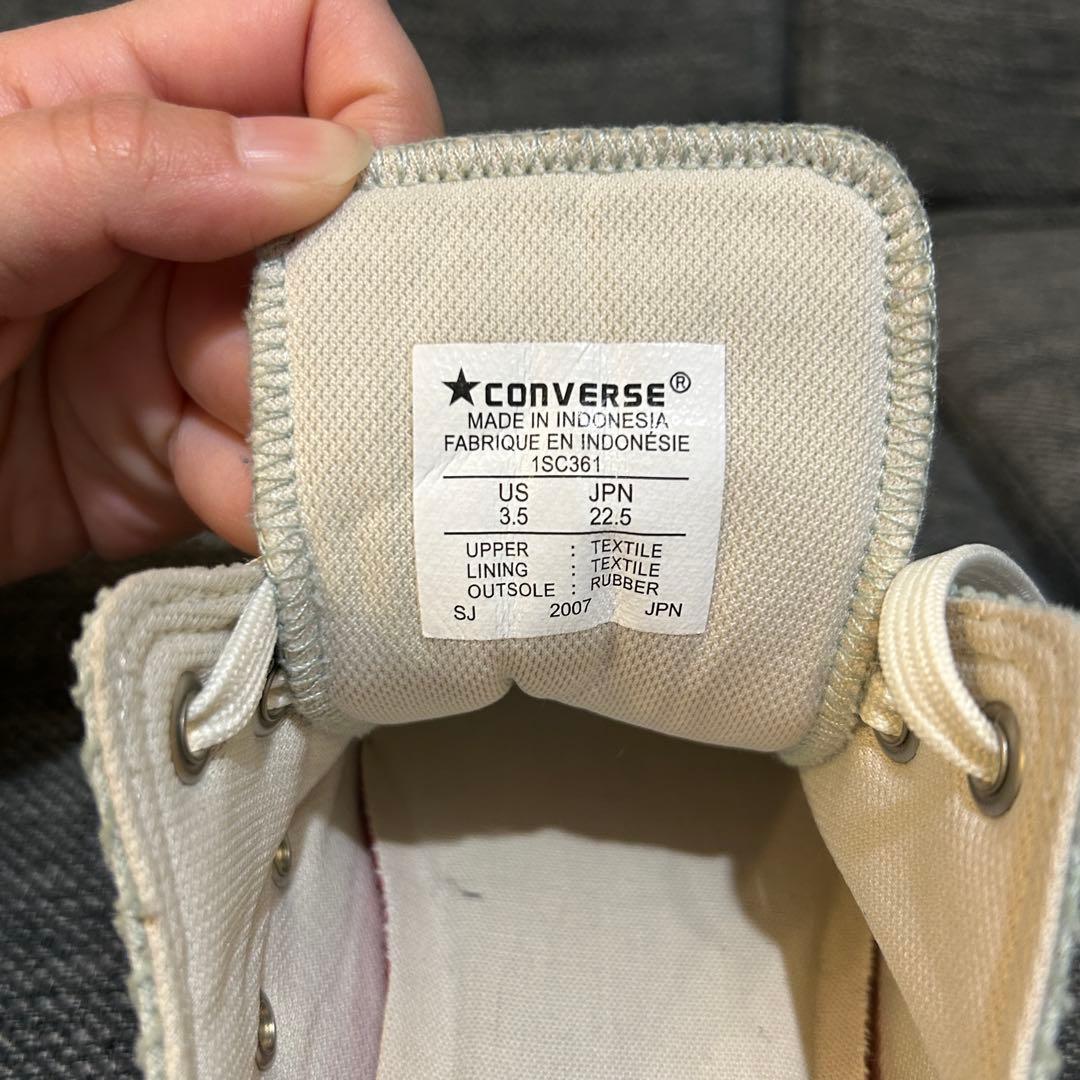 ★CONVERSE®
MADE IN INDONESIA
FABRIQUE EN INDONÉSIE
1SC361
US JPN
3.5 22.5
UPPER : TEXTILE
LINING : TEXTILE
OUTSOLE : RUBBER
SJ 2007 JPN